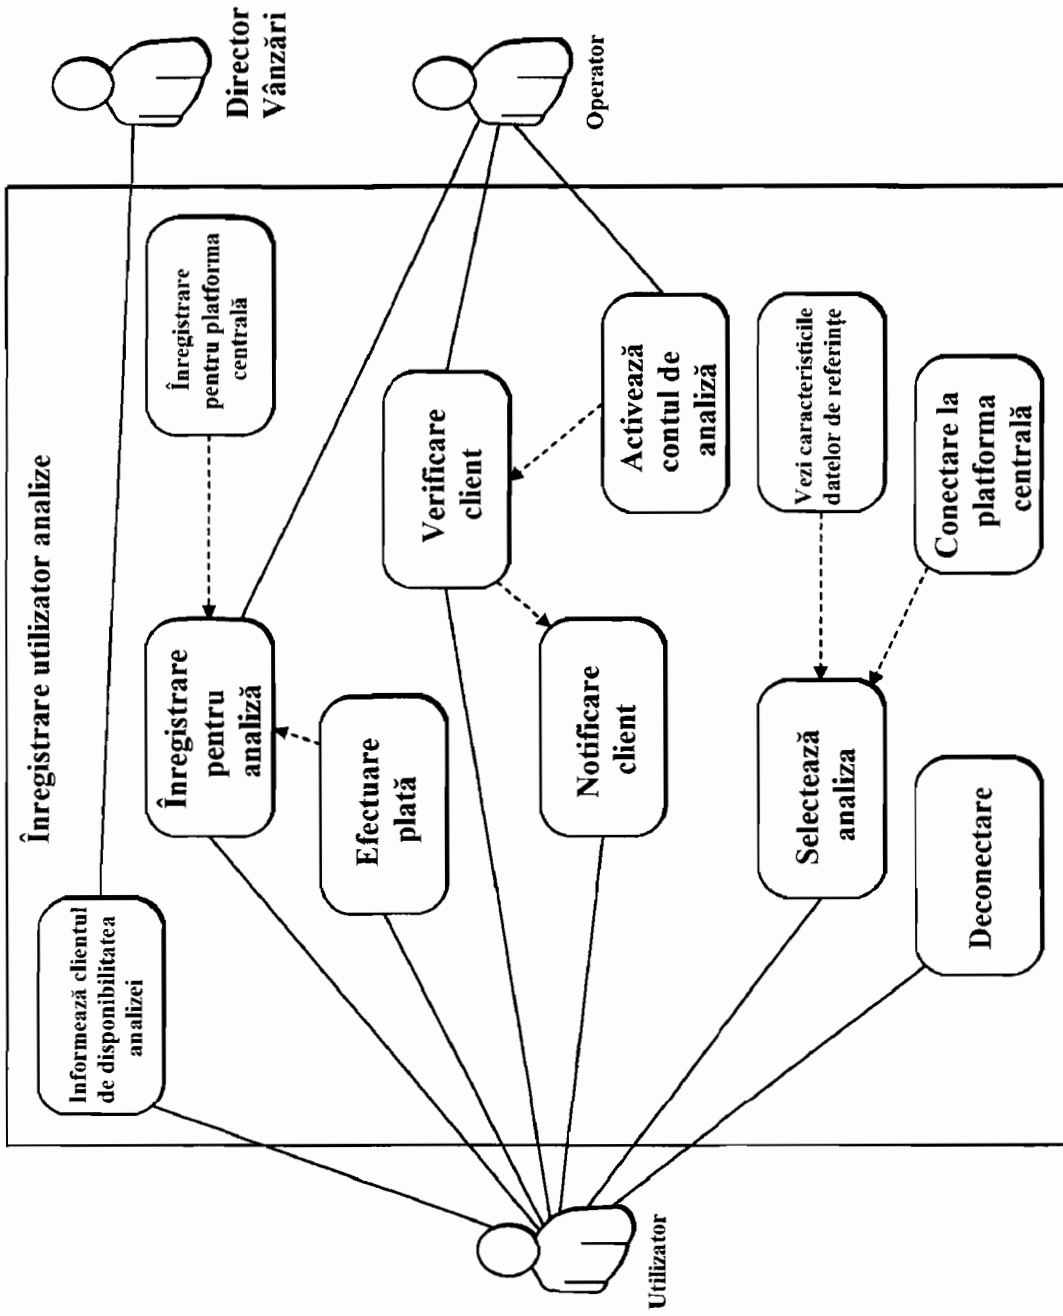 Înregistrare utilizator analize
Informează clientul
de disponibilitatea
analizei
Director
Vânzări
Înregistrare
pentru
analiză
Înregistrare
pentru platforma
centrală
Efectuare
plată
Verificare
client
Operator
Notificare
client
Activează
contul de
analiză
Utilizator
Selectează
analiza
Vezi caracteristicile
datelor de referințe
Deconectare
Conectare la
platforma
centrală